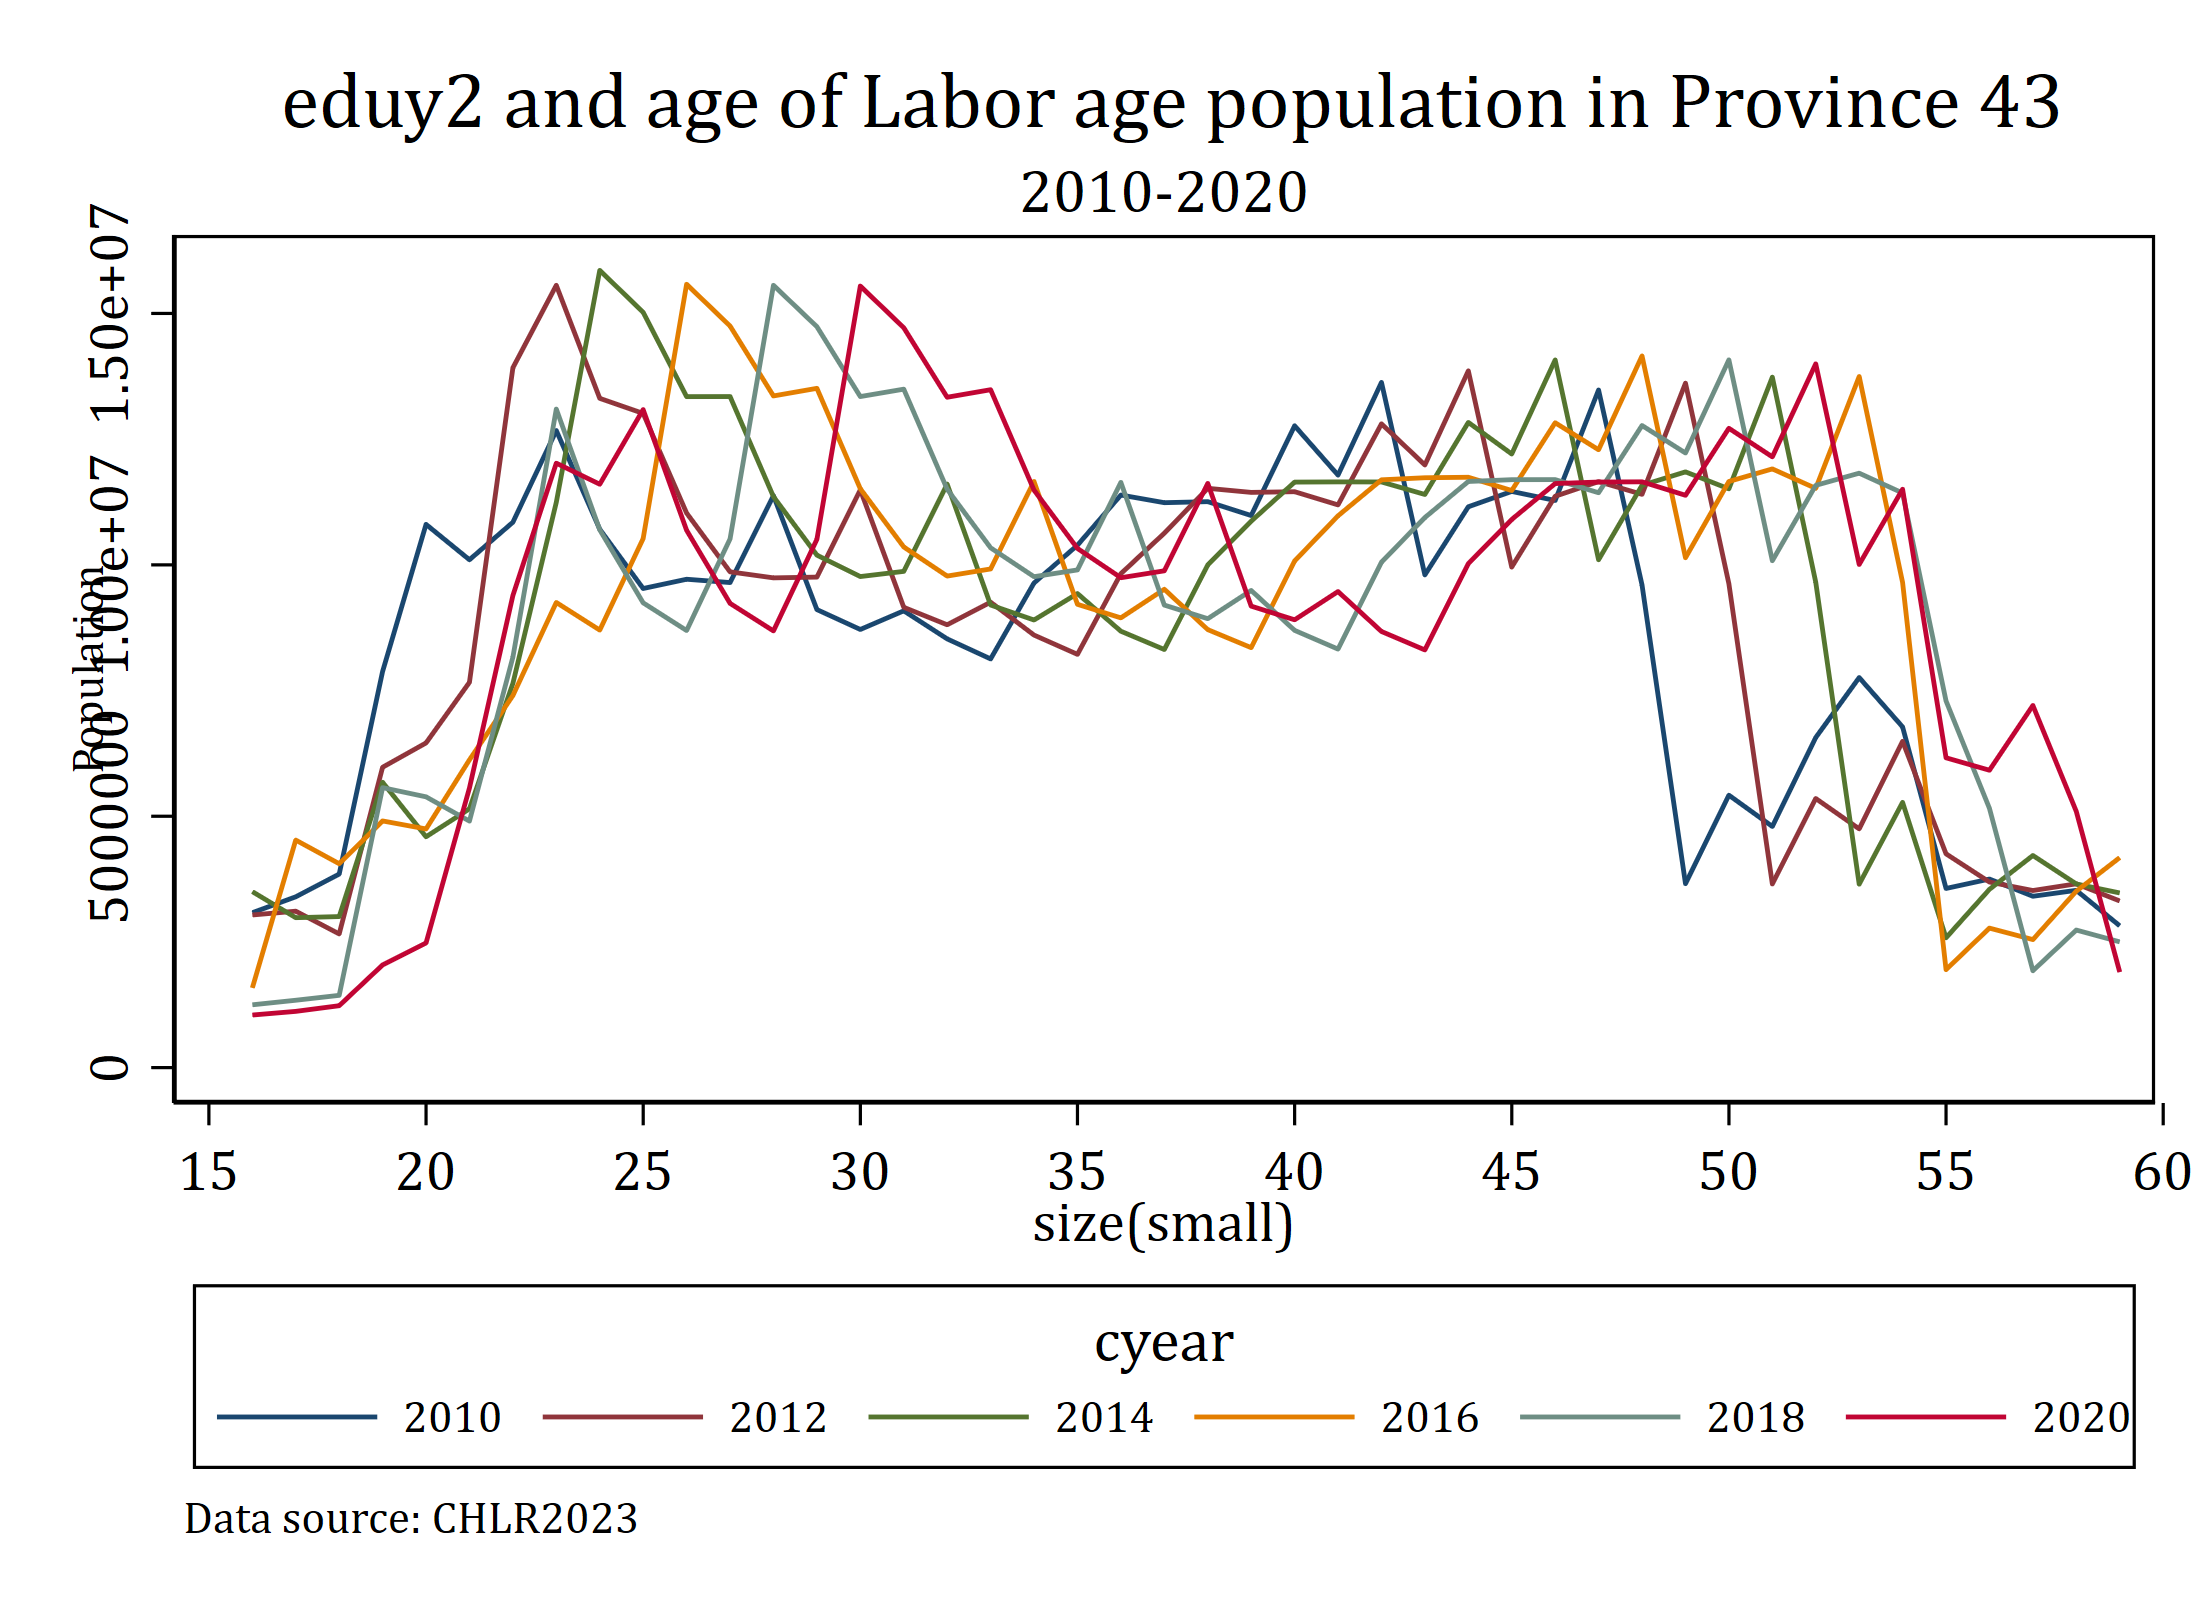 eduy2 and age of Labor age population in Province 43
2010-2020
Population
1.50e+07
1.00e+07
5000000
0
15 20 25 30 35 40 45 50 55 60
size(small)
cyear
2010 2012 2014 2016 2018 2020
Data source: CHLR2023